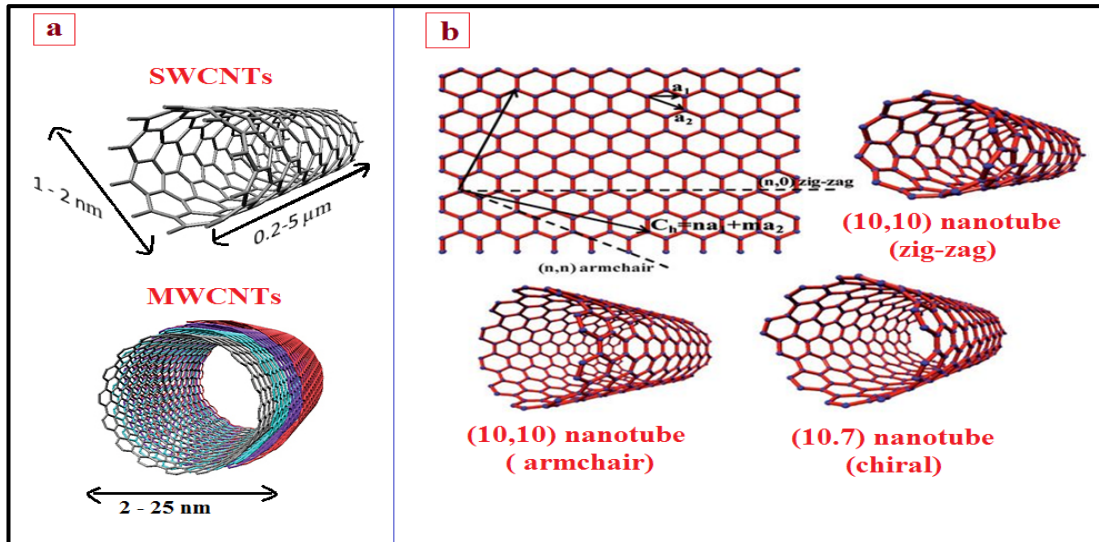 a
SWCNTs
1 - 2 nm
0.2-5 μm
MWCNTs
2 - 25 nm
b
a₁
a₂
(n,0) zig-zag
Cₕ=na₁+ma₂
(n,n) armchair
(10,10) nanotube
(zig-zag)
(10,10) nanotube
( armchair)
(10.7) nanotube
(chiral)